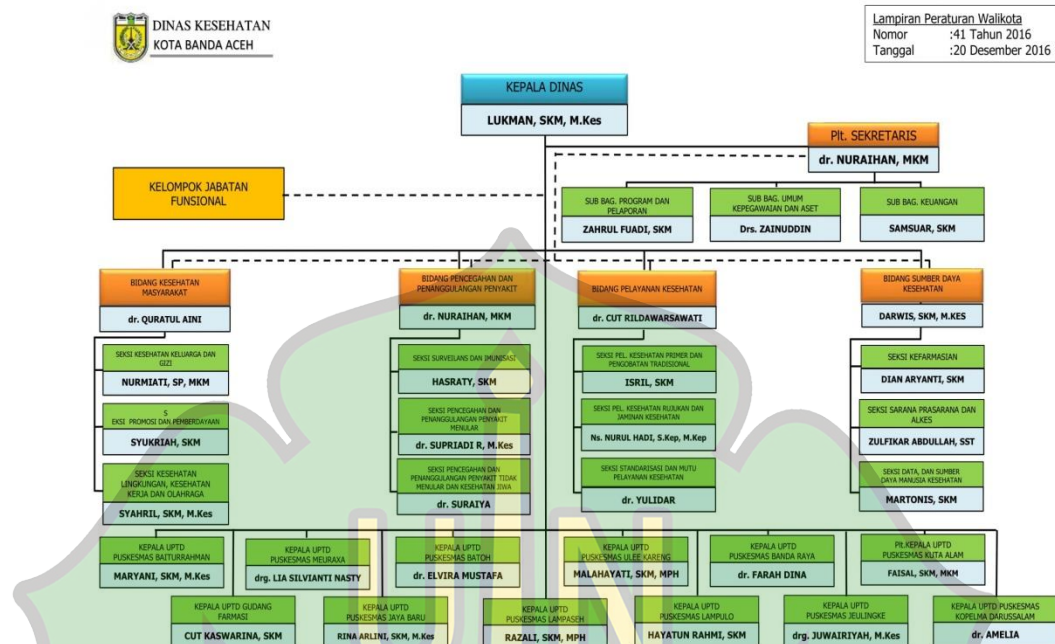 DINAS KESEHATAN
KOTA BANDA ACEH
Lampiran Peraturan Walikota
Nomor :41 Tahun 2016
Tanggal :20 Desember 2016
KEPALA DINAS
LUKMAN, SKM, M.Kes
Plt. SEKRETARIS
dr. NURAIHAN, MKM
KELOMPOK JABATAN
FUNSIONAL
SUB BAG. PROGRAM DAN
PELAPORAN
ZAHRUL FUADI, SKM
SUB BAG. UMUM
KEPEGAWAIAN DAN ASET
Drs. ZAINUDDIN
SUB BAG. KEUANGAN
SAMSUAR, SKM
BIDANG KESEHATAN
MASYARAKAT
dr. QURATUL AINI
BIDANG PENCEGAHAN DAN
PENANGGULANGAN PENYAKIT
dr. NURAIHAN, MKM
BIDANG PELAYANAN KESEHATAN
dr. CUT RILDAWARSAWATI
BIDANG SUMBER DAYA
KESEHATAN
DARWIS, SKM, M.KES
SEKSI KESEHATAN KELUARGA DAN
GIZI
NURMIATI, SP, MKM
SEKSI SURVEILANS DAN IMUNISASI
HASRATY, SKM
SEKSI PEL. KESEHATAN PRIMER DAN
PENGOBATAN TRADISIONAL
ISRIL, SKM
SEKSI KEFARMASIAN
DIAN ARYANTI, SKM
S
EKSI PROMOSI DAN PEMBERDAYAAN
SYUKRIAH, SKM
SEKSI PENCEGAHAN DAN
PENANGGULANGAN PENYAKIT
MENULAR
dr. SUPRIADI R, M.Kes
SEKSI PEL. KESEHATAN RUJUKAN DAN
JAMINAN KESEHATAN
Ns. NURUL HADI, S.Kep, M.Kep
SEKSI SARANA PRASARANA DAN
ALKES
ZULFIKAR ABDULLAH, SST
SEKSI KESEHATAN
LINGKUNGAN, KESEHATAN
KERJA DAN OLAHRAGA
SYAHRIL, SKM, M.Kes
SEKSI PENCEGAHAN DAN
PENANGGULANGAN PENYAKIT TIDAK
MENULAR DAN KESEHATAN JIWA
dr. SURAIYA
SEKSI STANDARISASI DAN MUTU
PELAYANAN KESEHATAN
dr. YULIDAR
SEKSI DATA, DAN SUMBER
DAYA MANUSIA KESEHATAN
MARTONIS, SKM
KEPALA UPTD
PUSKESMAS BAITURRAHMAN
MARYANI, SKM, M.Kes
KEPALA UPTD
PUSKESMAS MEURAXA
drg. LIA SILVIANTI NASTY
KEPALA UPTD
PUSKESMAS BATOH
dr. ELVIRA MUSTAFA
KEPALA UPTD
PUSKESMAS ULEE KARENG
MALAHAYATI, SKM, MPH
KEPALA UPTD
PUSKESMAS BANDA RAYA
dr. FARAH DINA
Plt.KEPALA UPTD
PUSKESMAS KUTA ALAM
FAISAL, SKM, MKM
KEPALA UPTD GUDANG
FARMASI
CUT KASWARINA, SKM
KEPALA UPTD
PUSKESMAS JAYA BARU
RINA ARLINI, SKM, M.Kes
KEPALA UPTD
PUSKESMAS LAMPASEH
RAZALI, SKM, MPH
KEPALA UPTD
PUSKESMAS LAMPULO
HAYATUN RAHMI, SKM
KEPALA UPTD
PUSKESMAS JEULINGKE
drg. JUWAIRIYAH, M.Kes
KEPALA UPTD PUSKESMAS
KOPELMA DARUSSALAM
dr. AMELIA
UIN